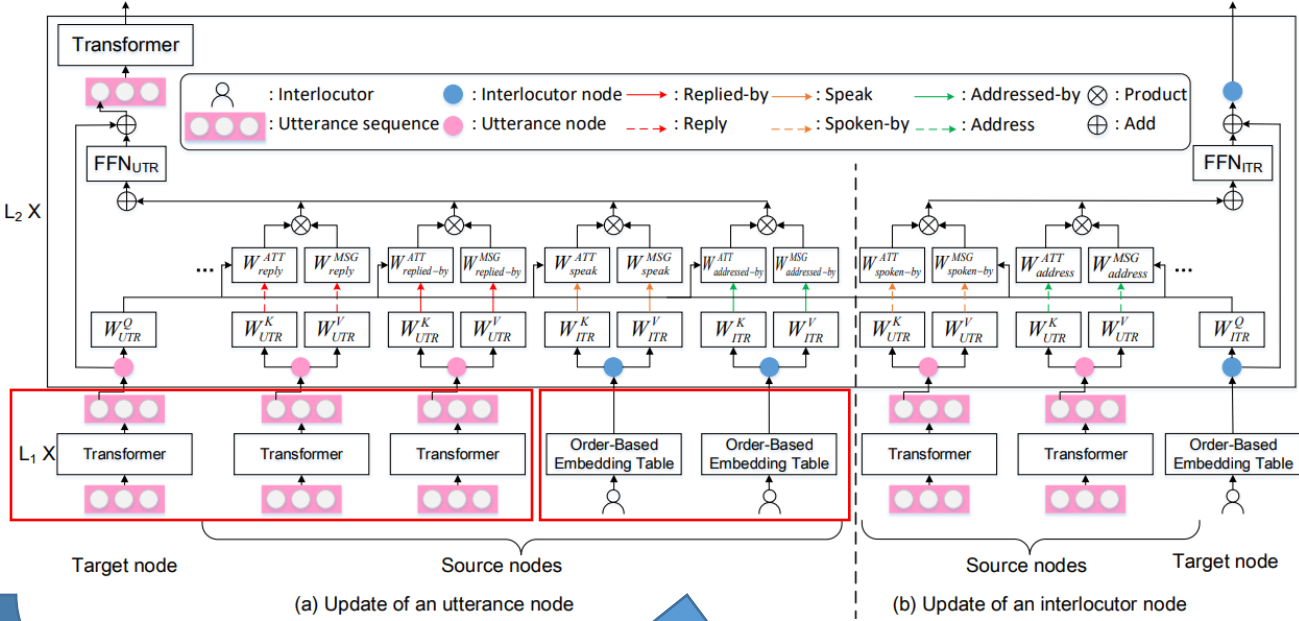 Transformer
: Interlocutor : Interlocutor node : Replied-by : Speak : Addressed-by : Product
: Utterance sequence : Utterance node : Reply : Spoken-by : Address : Add
FFN_UTR FFN_ITR
L₂ X
... W^ATT_reply W^MSG_reply W^ATT_replied-by W^MSG_replied-by W^ATT_speak W^MSG_speak W^ATT_addressed-by W^MSG_addressed-by W^ATT_spoken-by W^MSG_spoken-by W^ATT_address W^MSG_address ...
W^Q_UTR W^K_UTR W^V_UTR W^K_UTR W^V_UTR W^K_ITR W^V_ITR W^K_ITR W^V_ITR W^K_UTR W^V_UTR W^K_UTR W^V_UTR W^Q_ITR
L₁ X Transformer Transformer Transformer Order-Based Order-Based Transformer Transformer Order-Based
Embedding Table Embedding Table Embedding Table
Target node Source nodes Source nodes Target node
(a) Update of an utterance node (b) Update of an interlocutor node